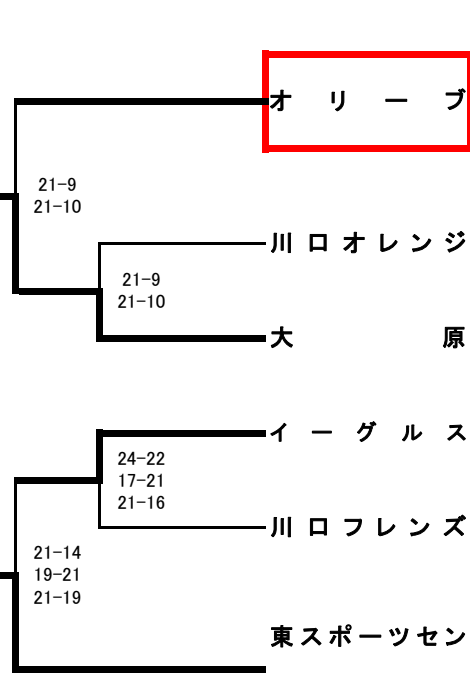 オリーブ
21-9
21-10
川口オレンジ
21-9
21-10
大原
イーグルス
24-22
17-21
21-16
川口フレンズ
21-14
19-21
21-19
東スポーツセン